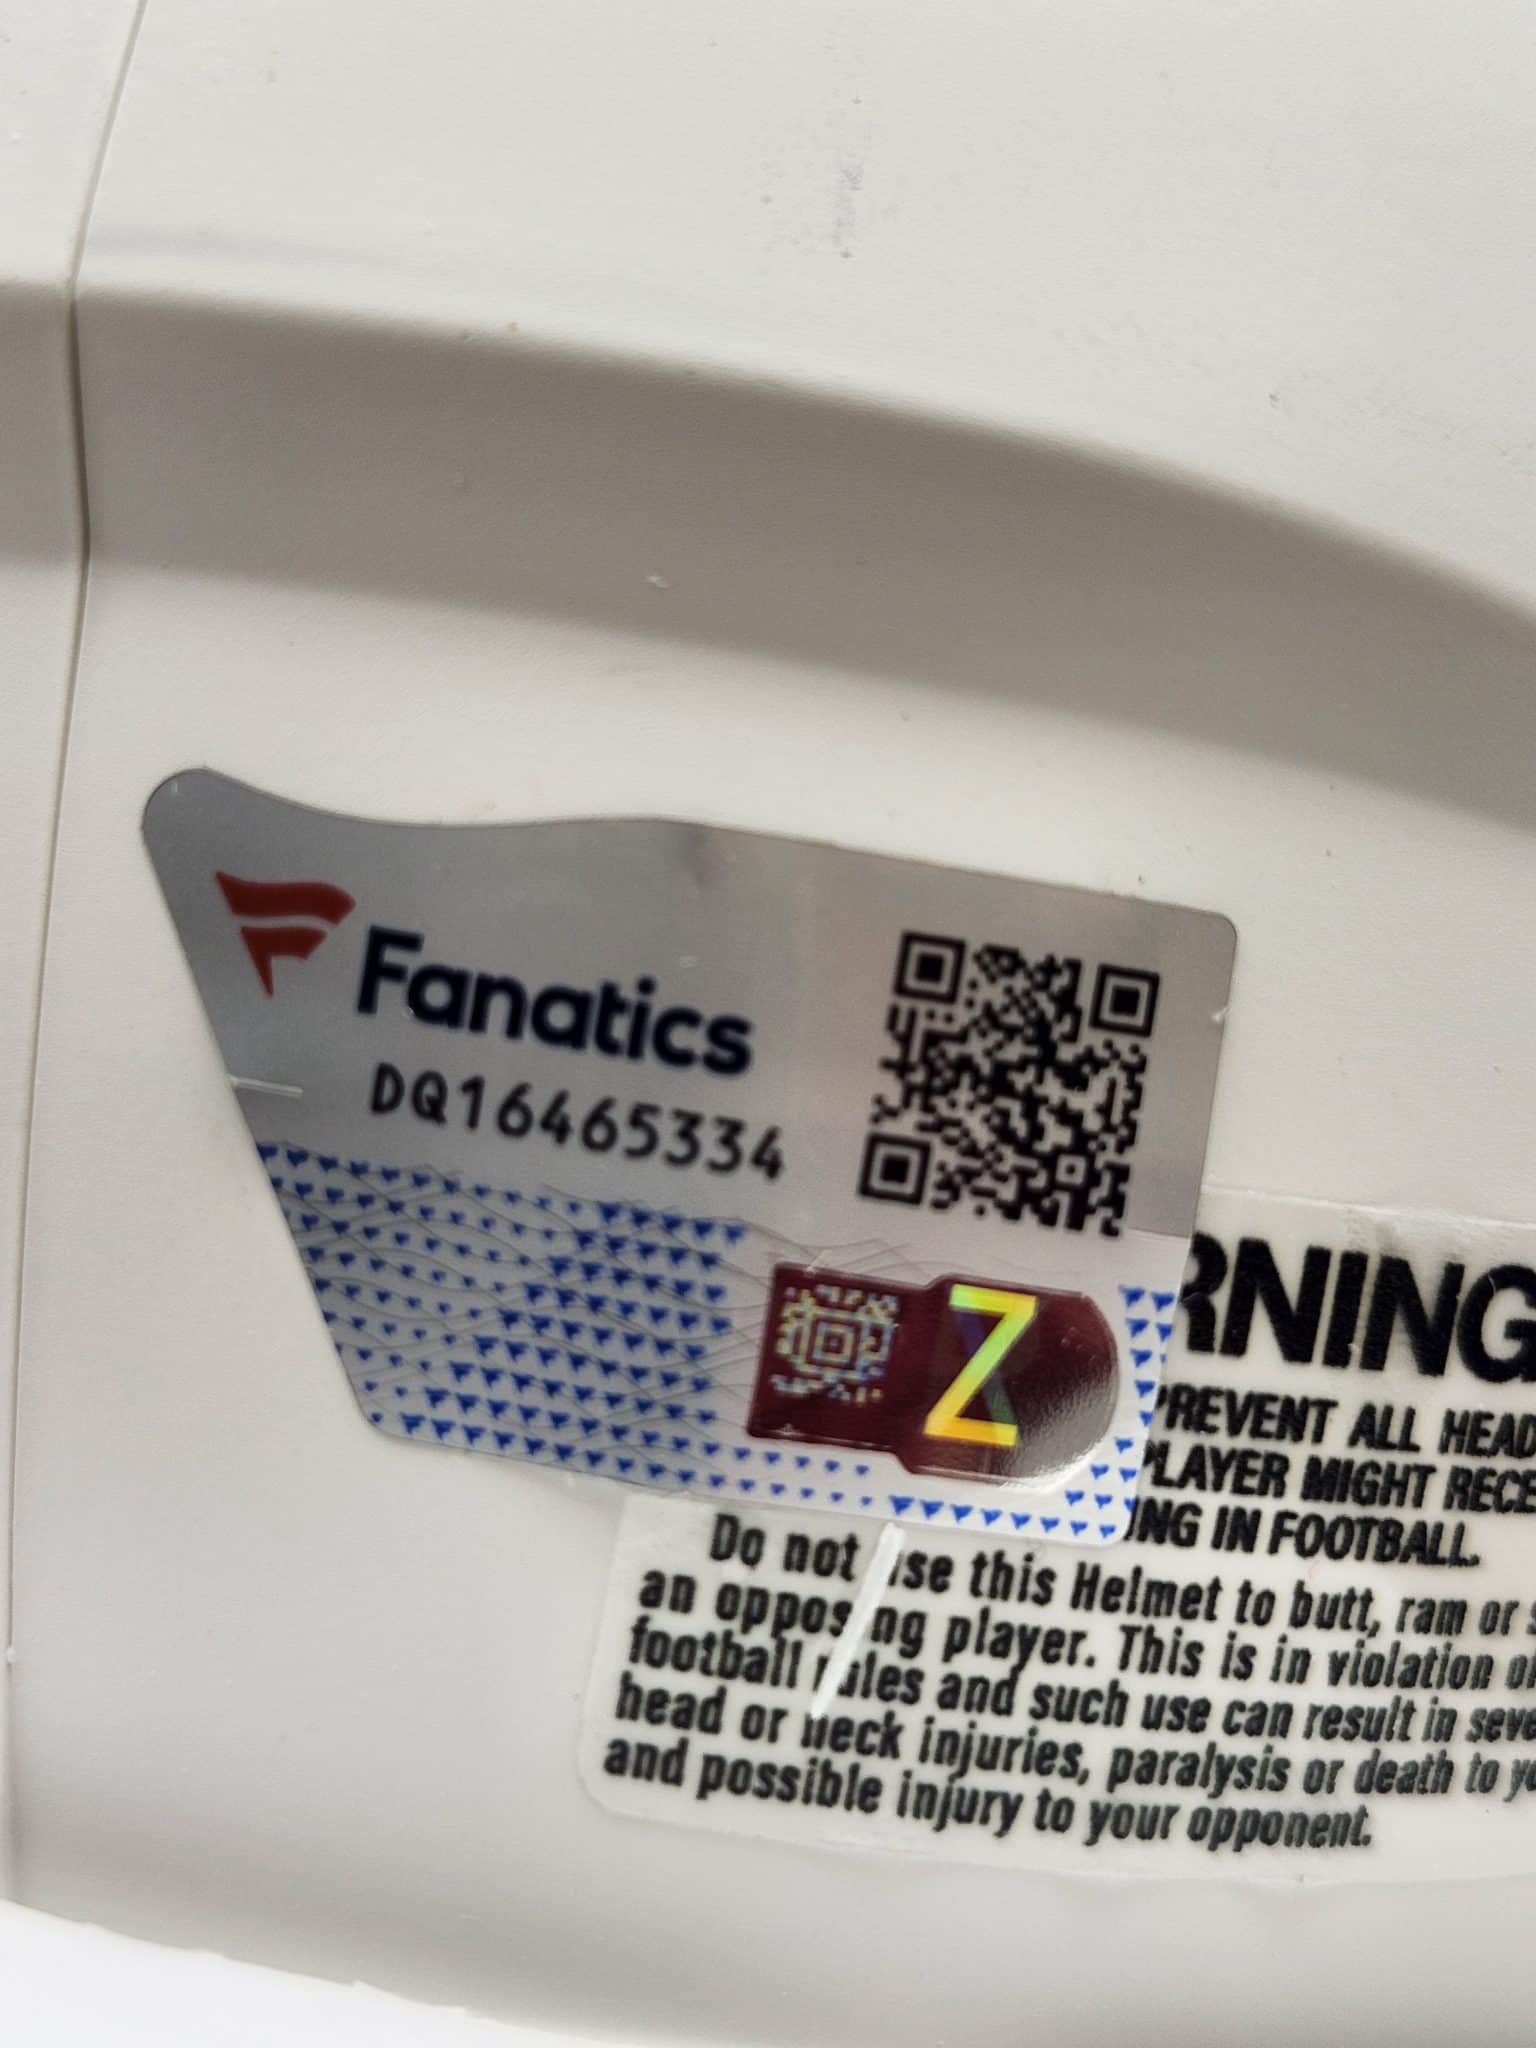 Fanatics
DQ16465334
Z
RNING
PREVENT ALL HEAD
PLAYER MIGHT RECE
ING IN FOOTBALL.
Do not use this Helmet to butt, ram or s
an opposing player. This is in violation of
football rules and such use can result in seve
head or neck injuries, paralysis or death to yo
and possible injury to your opponent.